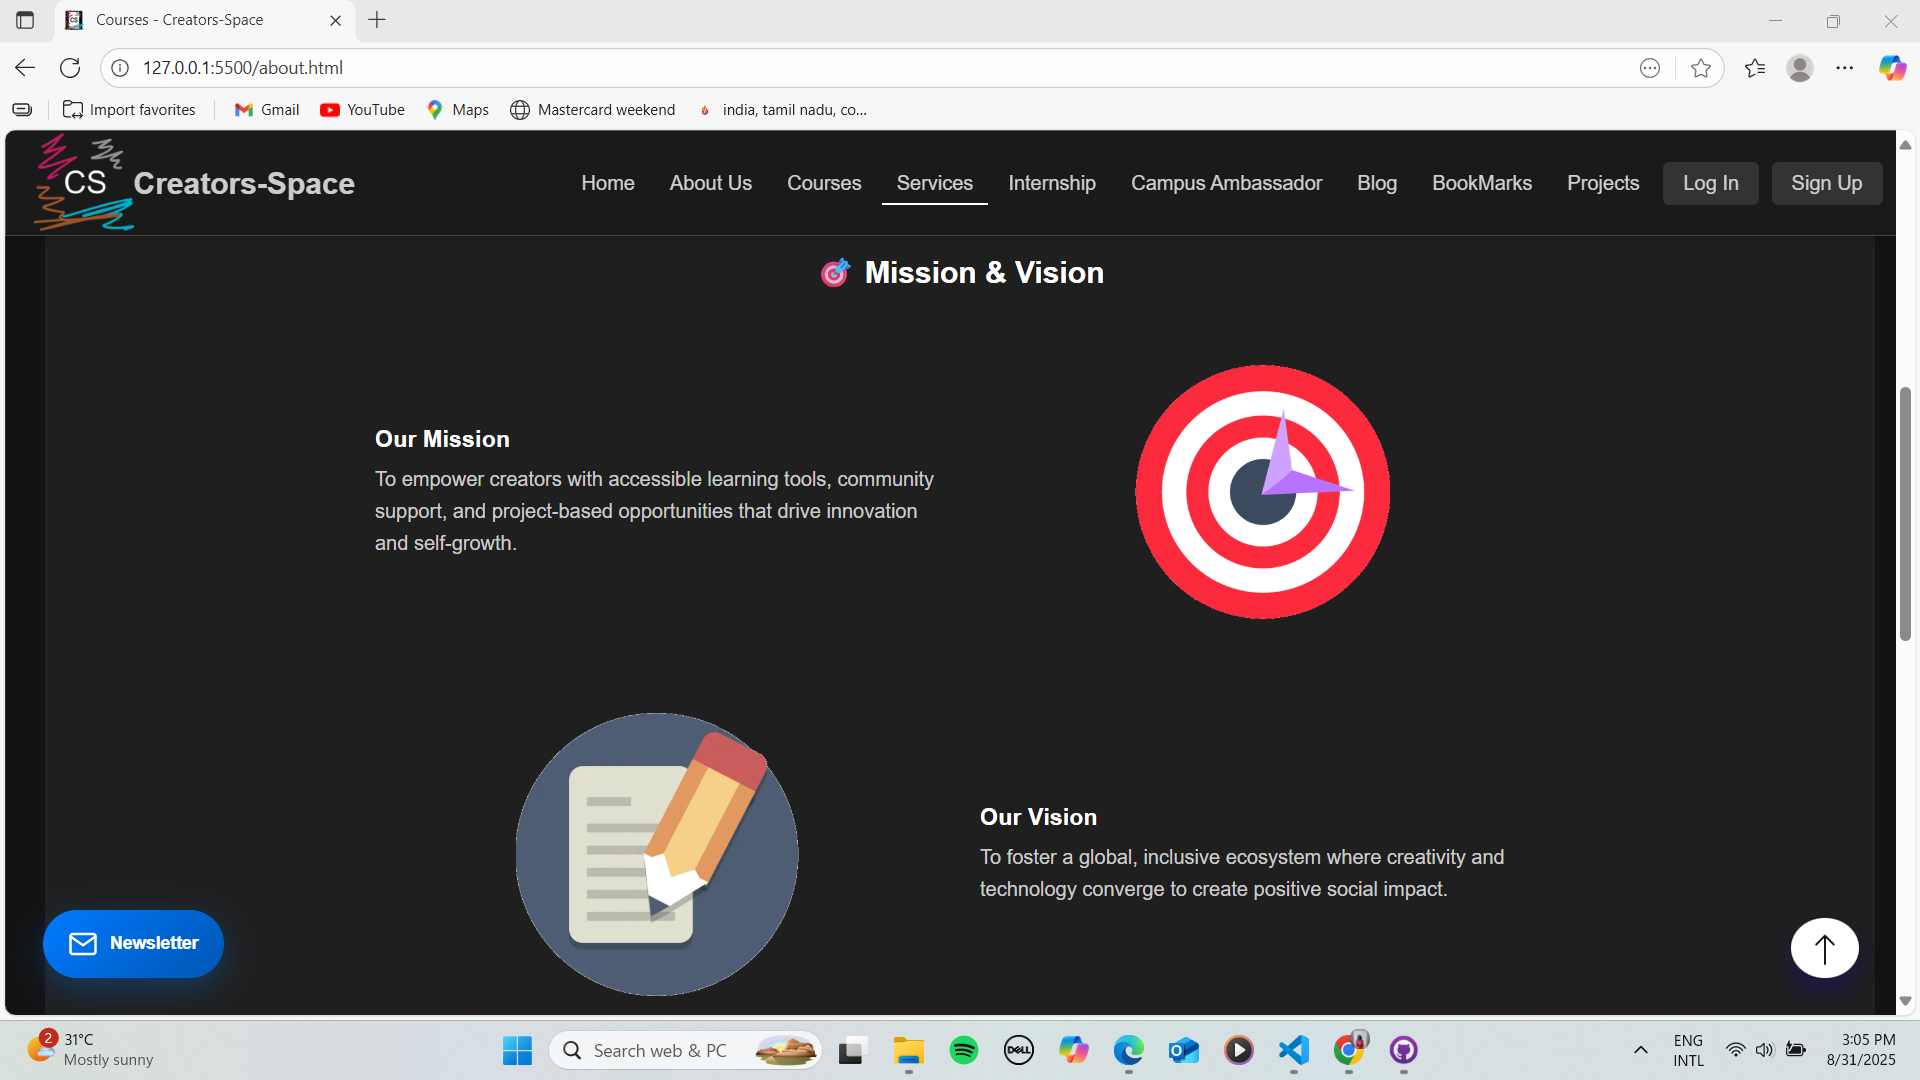 Courses - Creators-Space
127.0.0.1:5500/about.html
Import favorites
Gmail
YouTube
Maps
Mastercard weekend
india, tamil nadu, co...
CS
Creators-Space
Home
About Us
Courses
Services
Internship
Campus Ambassador
Blog
BookMarks
Projects
Log In
Sign Up
🎯 Mission & Vision
Our Mission
To empower creators with accessible learning tools, community
support, and project-based opportunities that drive innovation
and self-growth.
Our Vision
To foster a global, inclusive ecosystem where creativity and
technology converge to create positive social impact.
Newsletter
2
31°C
Mostly sunny
Search web & PC
DELL
ENG
INTL
3:05 PM
8/31/2025